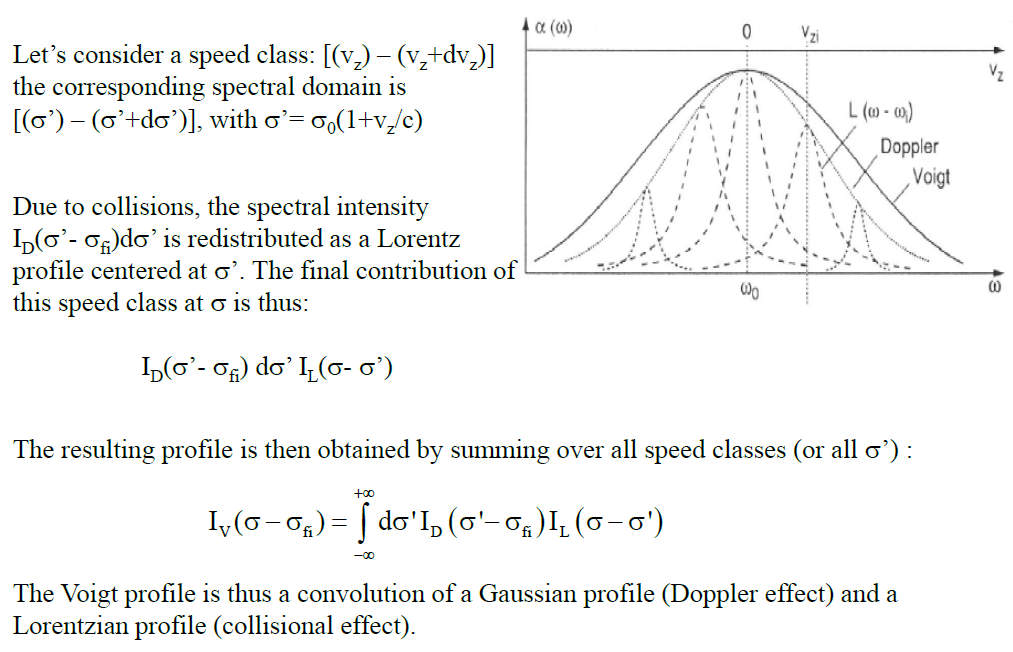 Let’s consider a speed class: [(v_z) – (v_z+dv_z)]
the corresponding spectral domain is
[(σ’) – (σ’+dσ’)], with σ’= σ_0(1+v_z/c)
Due to collisions, the spectral intensity
I_D(σ’- σ_fi)dσ’ is redistributed as a Lorentz
profile centered at σ’. The final contribution of
this speed class at σ is thus:
I_D(σ’- σ_fi) dσ’ I_L(σ- σ’)
α (ω)
0
V_zi
V_z
L (ω - ω_i)
Doppler
Voigt
ω_0
ω
The resulting profile is then obtained by summing over all speed classes (or all σ’) :
I_V(σ–σ_fi) = ∫_{–∞}^{+∞} dσ'I_D(σ'–σ_fi)I_L(σ–σ')
The Voigt profile is thus a convolution of a Gaussian profile (Doppler effect) and a
Lorentzian profile (collisional effect).